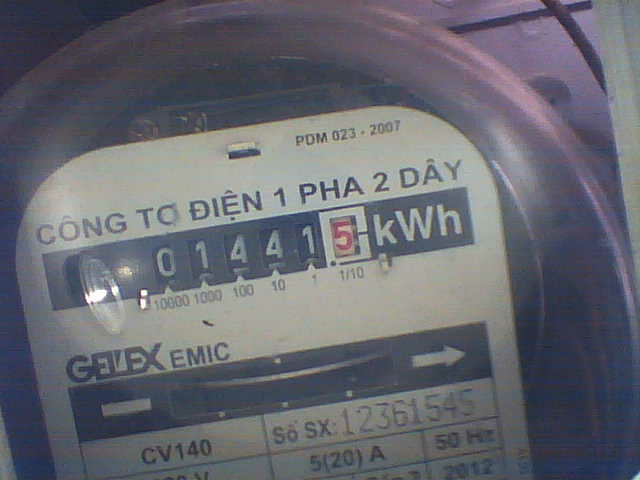 PDM 023 - 2007
CÔNG TƠ ĐIỆN 1 PHA 2 DÂY
0 1 4 4 1 5 kWh
10000 1000 100 10 1 1/10
GELEX EMIC
CV140 Số SX: 12361545
V 5(20) A 50 Hz
2012